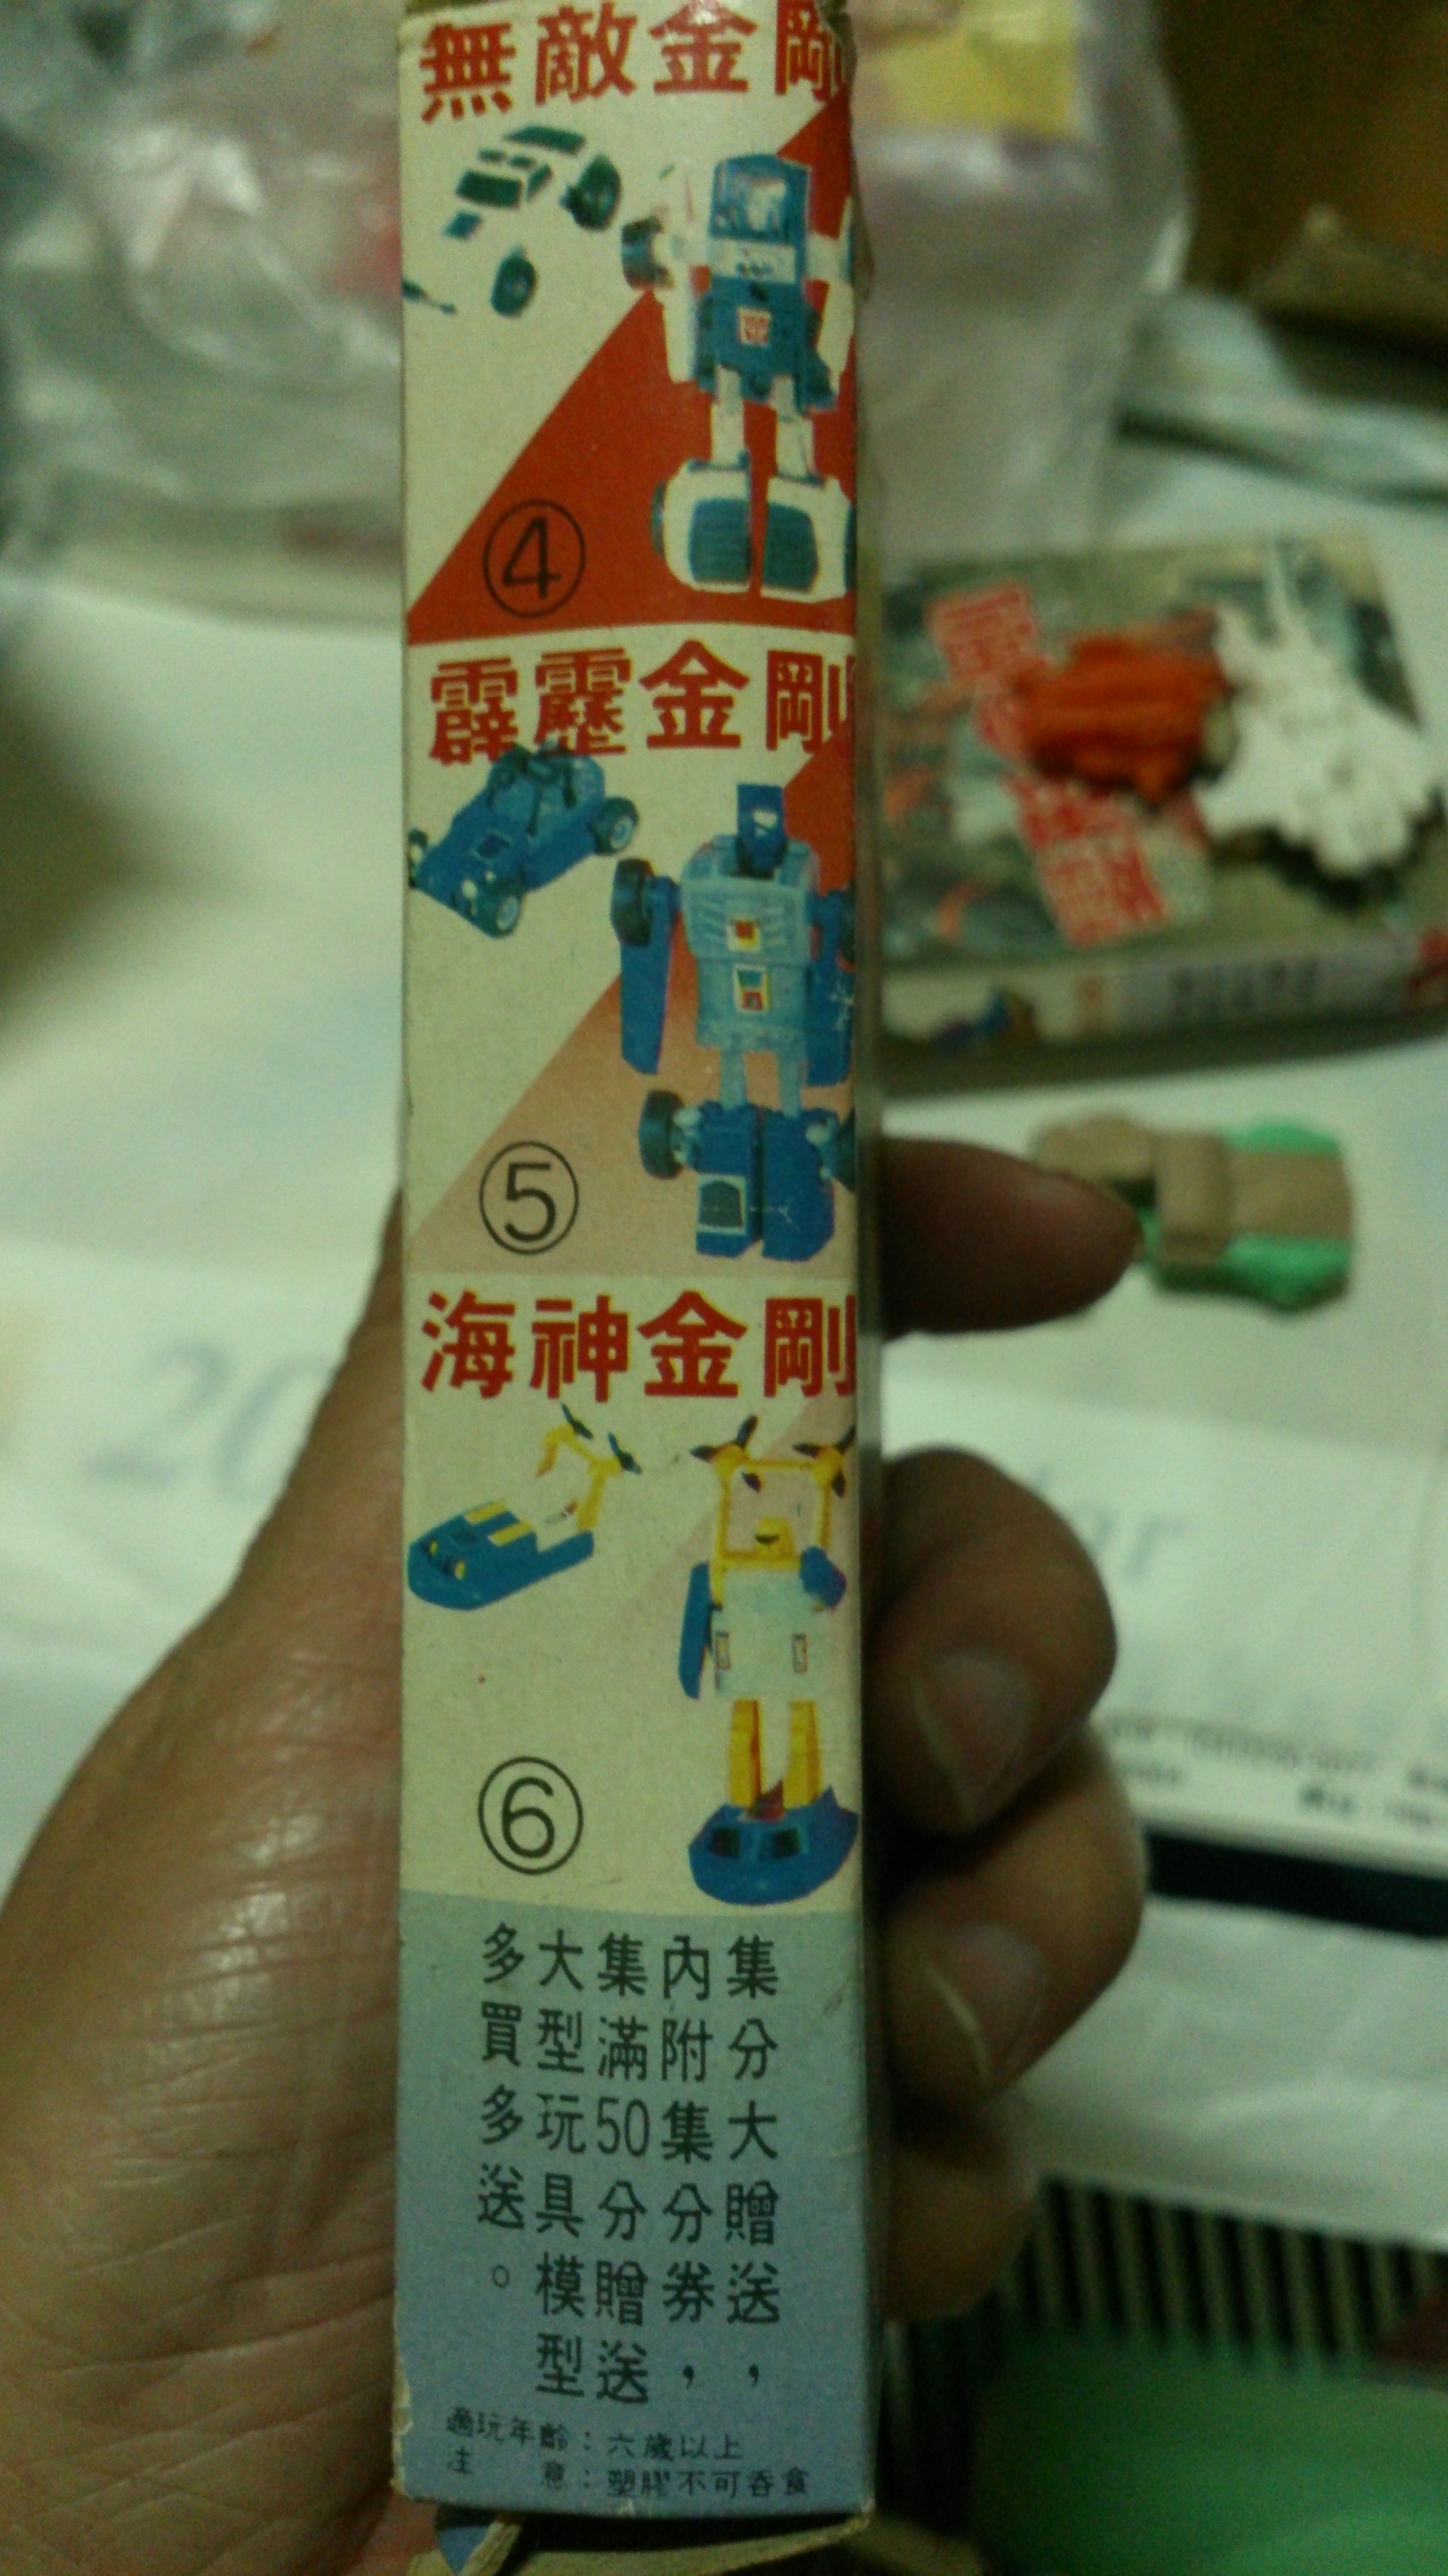 無敵金剛
④
霹靂金剛
⑤
海神金剛
⑥
集分大贈送，
內附集分券，
集滿50分贈送
大型玩具模型
多買多送。
適玩年齡：六歲以上
注意：塑膠不可吞食
20